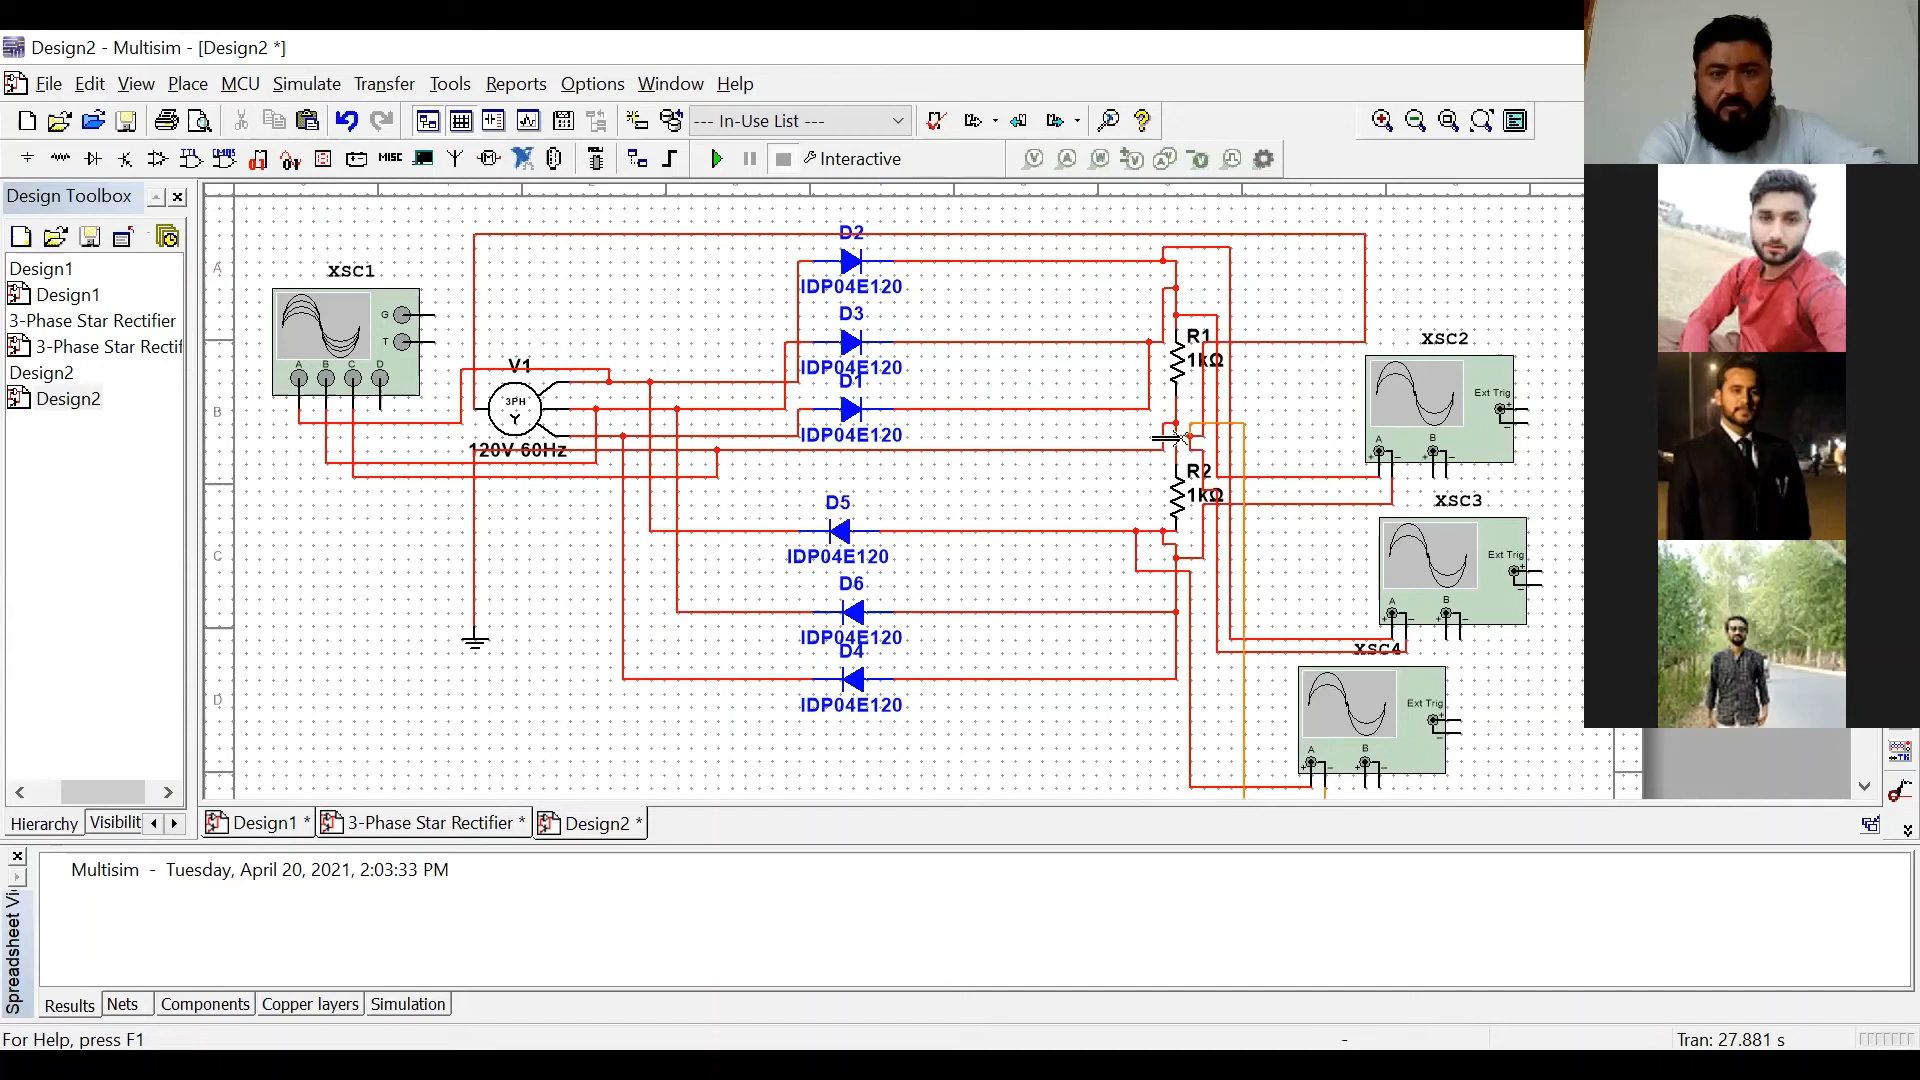 Design2 - Multisim - [Design2 *]
File Edit View Place MCU Simulate Transfer Tools Reports Options Window Help
--- In-Use List ---
TTL CMOS MISC Interactive
Design Toolbox
Design1
Design1
3-Phase Star Rectifier
3-Phase Star Rectif
Design2
Design2
Hierarchy Visibilit
A
B
C
D
XSC1
G
T
A B C D
V1
3PH
Y
120V 60Hz
D2
IDP04E120
D3
IDP04E120
D1
IDP04E120
D5
IDP04E120
D6
IDP04E120
D4
IDP04E120
R1
1kΩ
R2
1kΩ
XSC2
Ext Trig
A B
XSC3
Ext Trig
A B
XSC4
Ext Trig
A B
Design1 * 3-Phase Star Rectifier * Design2 *
Multisim - Tuesday, April 20, 2021, 2:03:33 PM
Spreadsheet Vi
Results Nets Components Copper layers Simulation
For Help, press F1
- Tran: 27.881 s